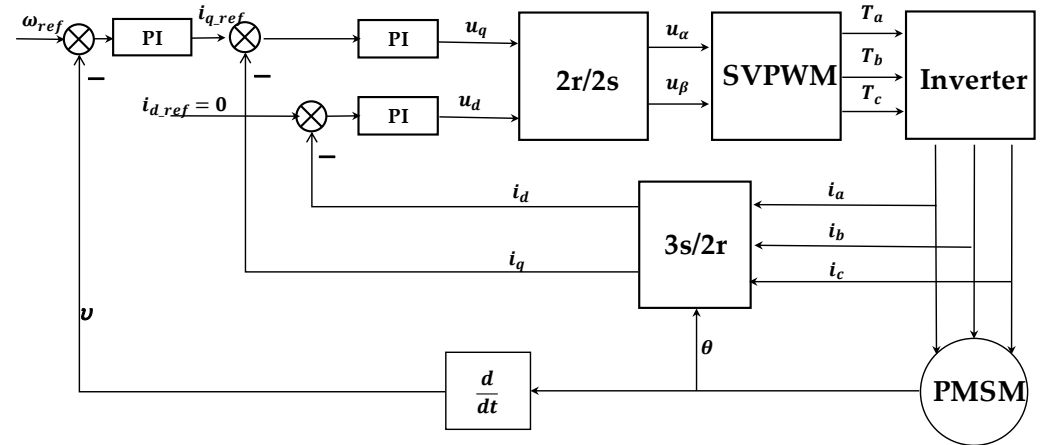 ω_ref
PI
i_q_ref
PI
u_q
2r/2s
u_α
SVPWM
T_a
Inverter
u_β
T_b
T_c
i_d_ref = 0
PI
u_d
i_d
3s/2r
i_a
i_b
i_q
i_c
υ
θ
d/dt
PMSM